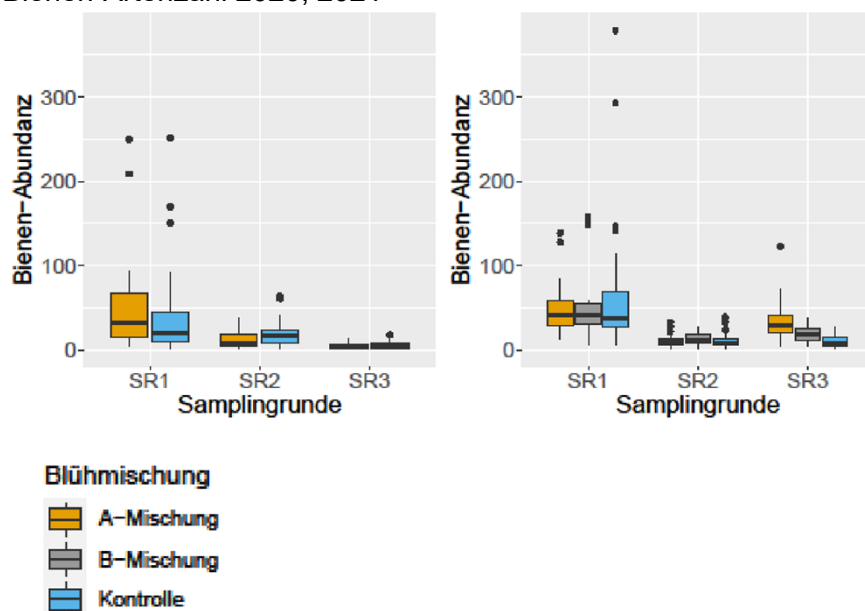 Bienen-Abundanz
300
200
100
0
SR1 SR2 SR3
Samplingrunde
Bienen-Abundanz
300
200
100
0
SR1 SR2 SR3
Samplingrunde
Blühmischung
A-Mischung
B-Mischung
Kontrolle